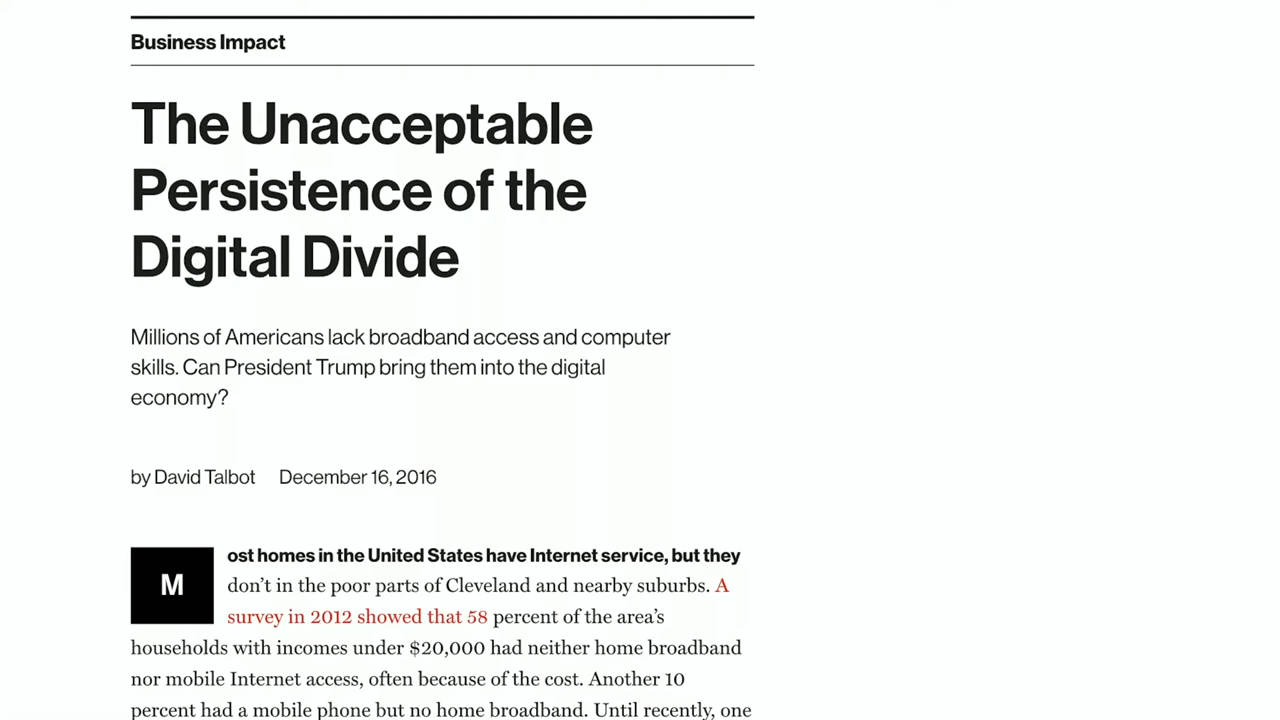 Business Impact
The Unacceptable
Persistence of the
Digital Divide
Millions of Americans lack broadband access and computer
skills. Can President Trump bring them into the digital
economy?
by David Talbot December 16, 2016
Most homes in the United States have Internet service, but they
don’t in the poor parts of Cleveland and nearby suburbs. A
survey in 2012 showed that 58 percent of the area’s
households with incomes under $20,000 had neither home broadband
nor mobile Internet access, often because of the cost. Another 10
percent had a mobile phone but no home broadband. Until recently, one